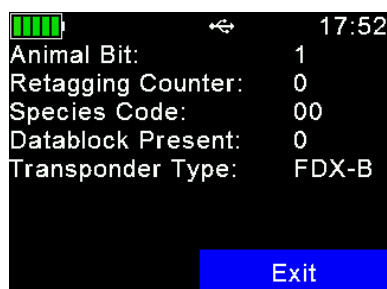 17:52
Animal Bit: 1
Retagging Counter: 0
Species Code: 00
Datablock Present: 0
Transponder Type: FDX-B
Exit